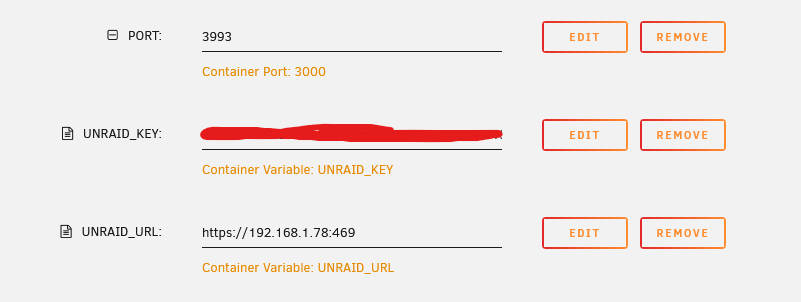 PORT: 3993 EDIT REMOVE
Container Port: 3000
UNRAID_KEY: EDIT REMOVE
Container Variable: UNRAID_KEY
UNRAID_URL: https://192.168.1.78:469 EDIT REMOVE
Container Variable: UNRAID_URL